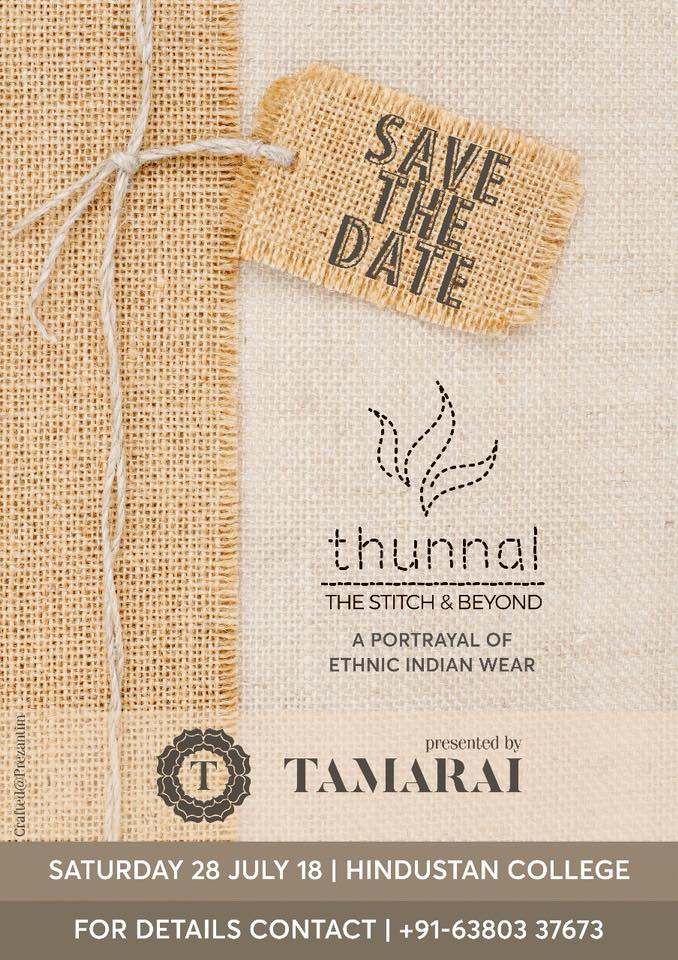 SAVE
THE
DATE
thunnal
THE STITCH & BEYOND
A PORTRAYAL OF
ETHNIC INDIAN WEAR
presented by
T
TAMARAI
Crafted@Prezantim
SATURDAY 28 JULY 18 | HINDUSTAN COLLEGE
FOR DETAILS CONTACT | +91-63803 37673